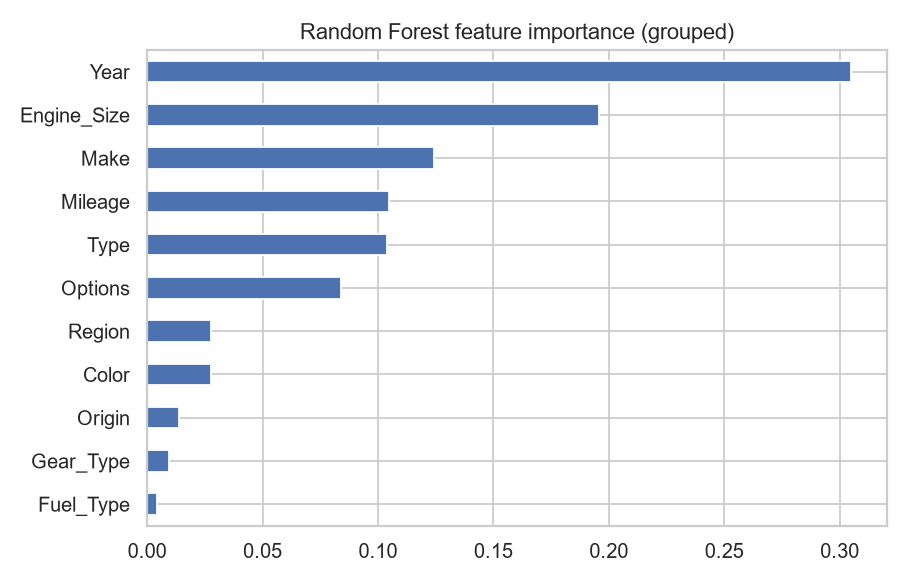 Random Forest feature importance (grouped)
Year
Engine_Size
Make
Mileage
Type
Options
Region
Color
Origin
Gear_Type
Fuel_Type
0.00 0.05 0.10 0.15 0.20 0.25 0.30